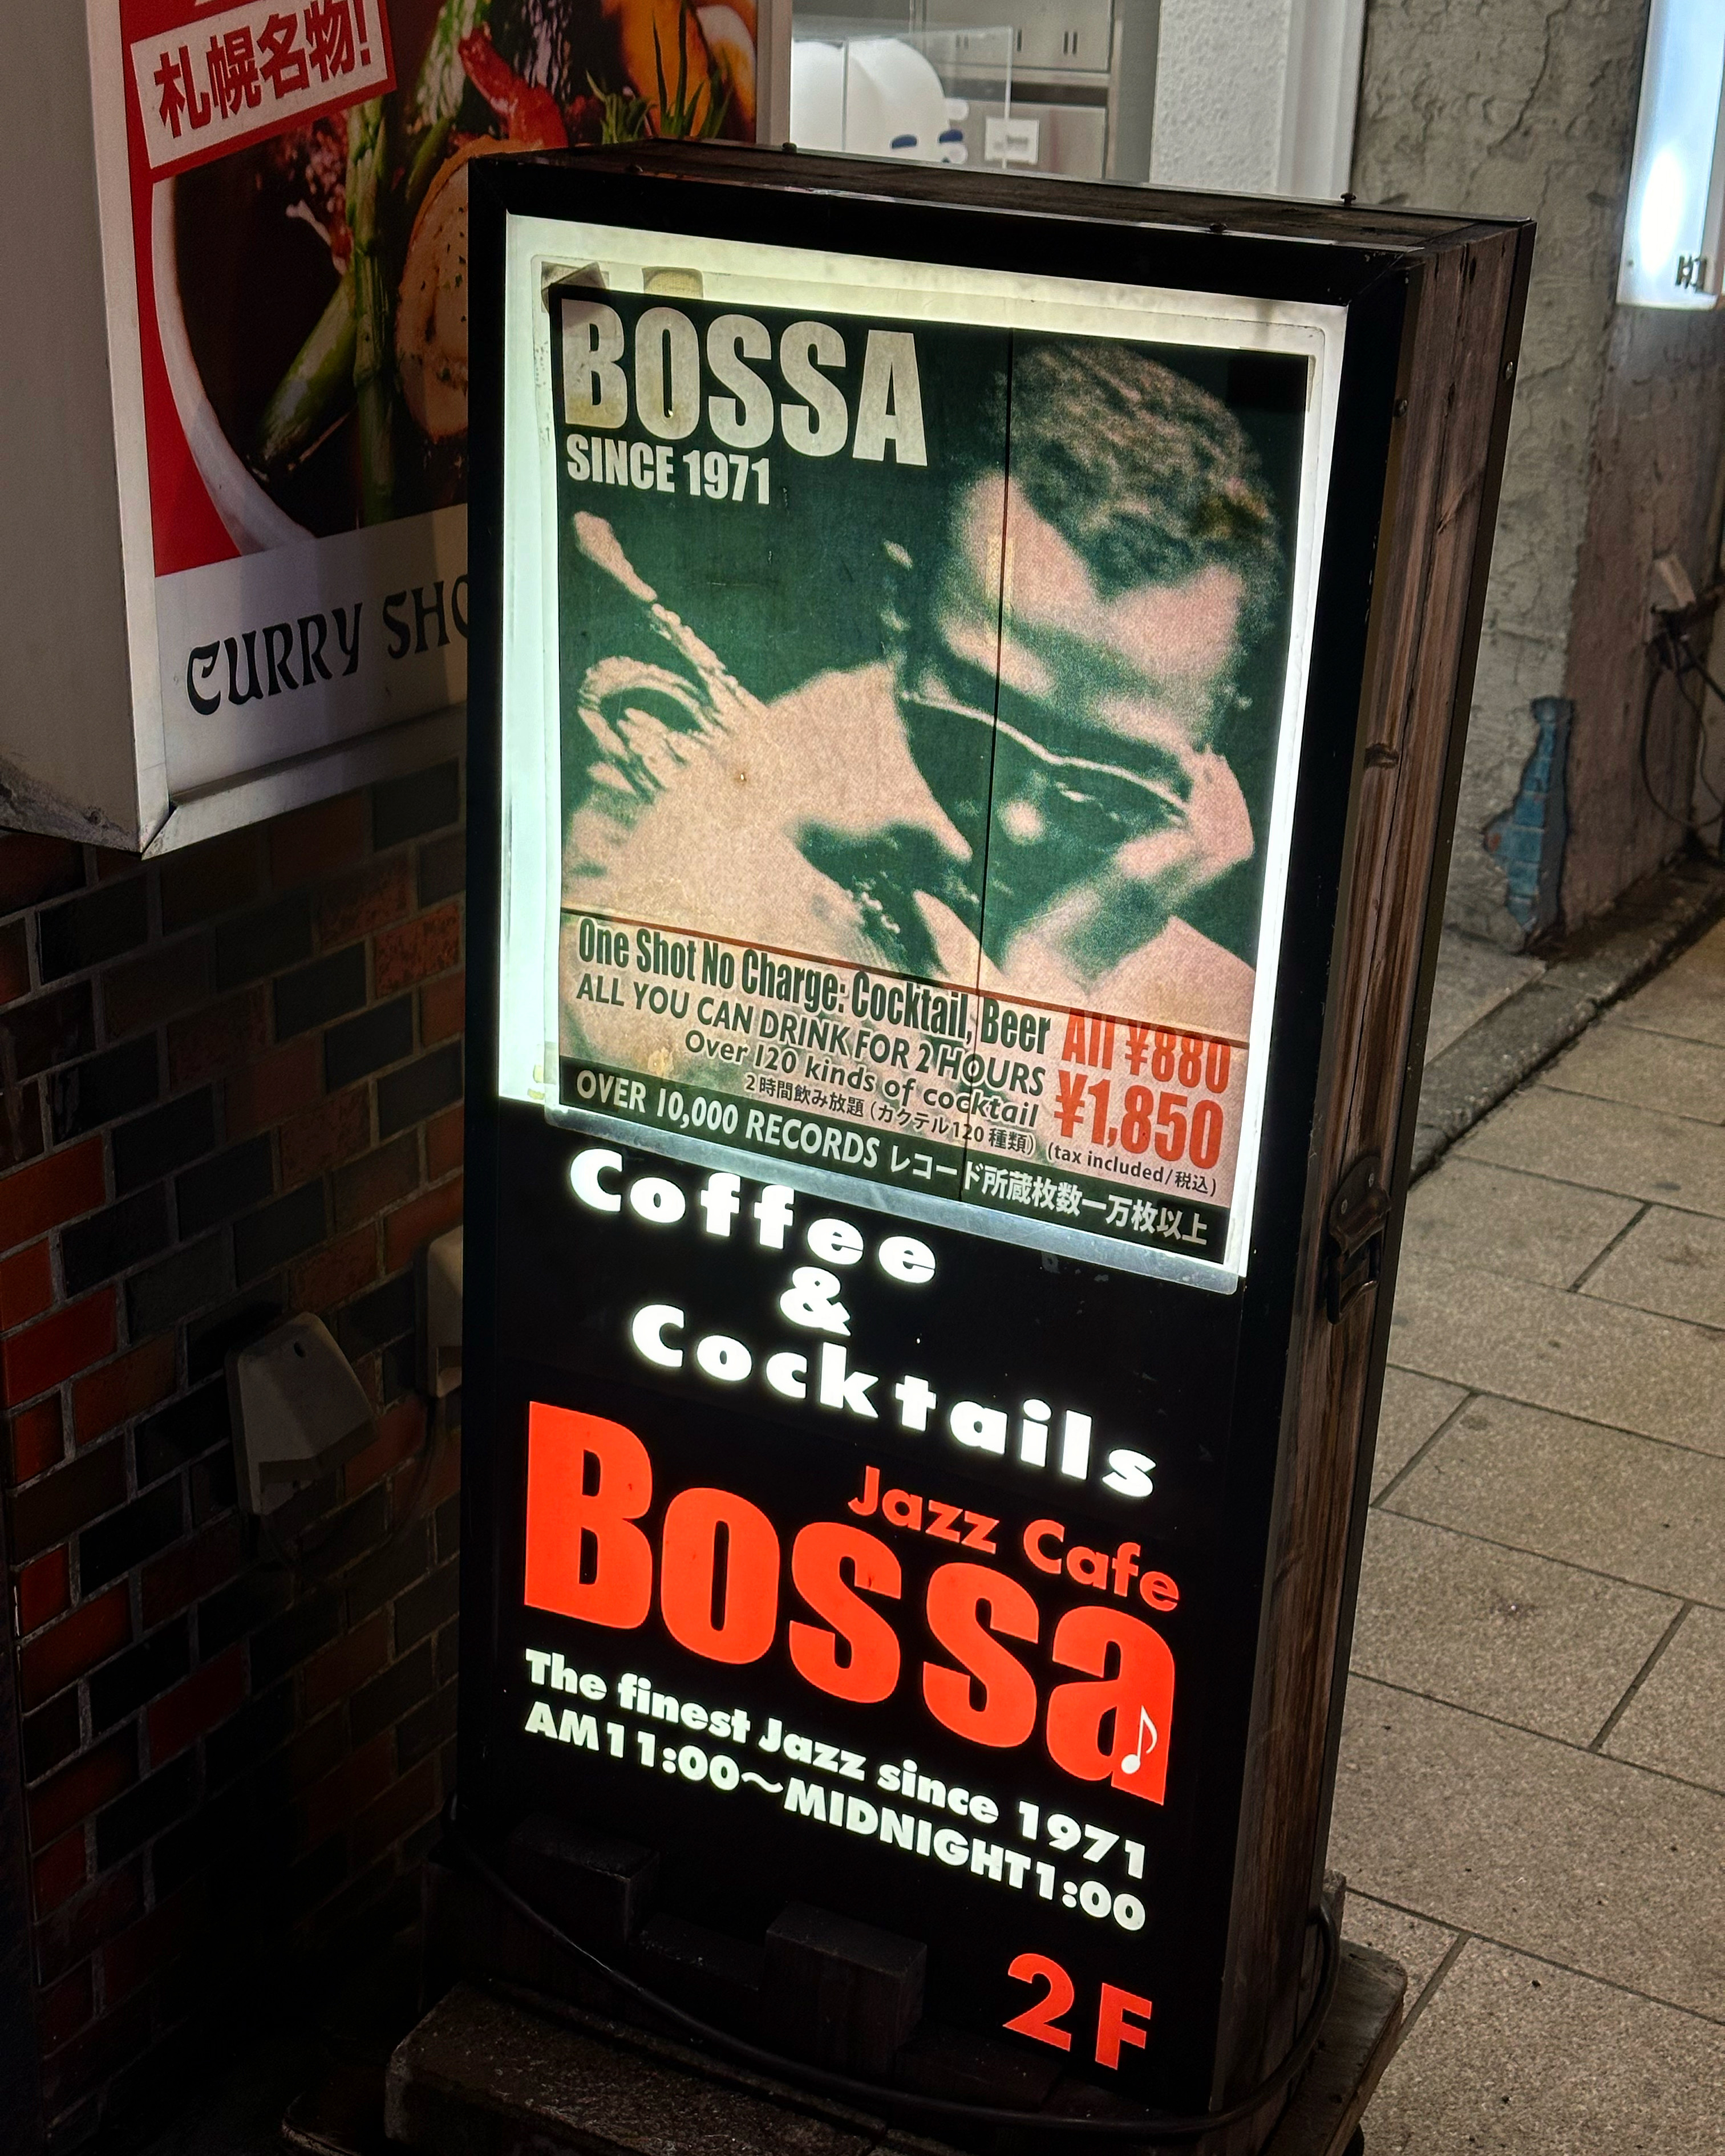 札幌名物!
CURRY SHO
BOSSA
SINCE 1971
One Shot No Charge: Cocktail, Beer All ¥880
ALL YOU CAN DRINK FOR 2 HOURS ¥1,850
Over 120 kinds of cocktail
2時間飲み放題 (カクテル120種類) (tax included/税込)
OVER 10,000 RECORDS レコード所蔵枚数一万枚以上
Coffee
&
Cocktails
Jazz Cafe
Bossa
The finest Jazz since 1971
AM11:00~MIDNIGHT1:00
2F